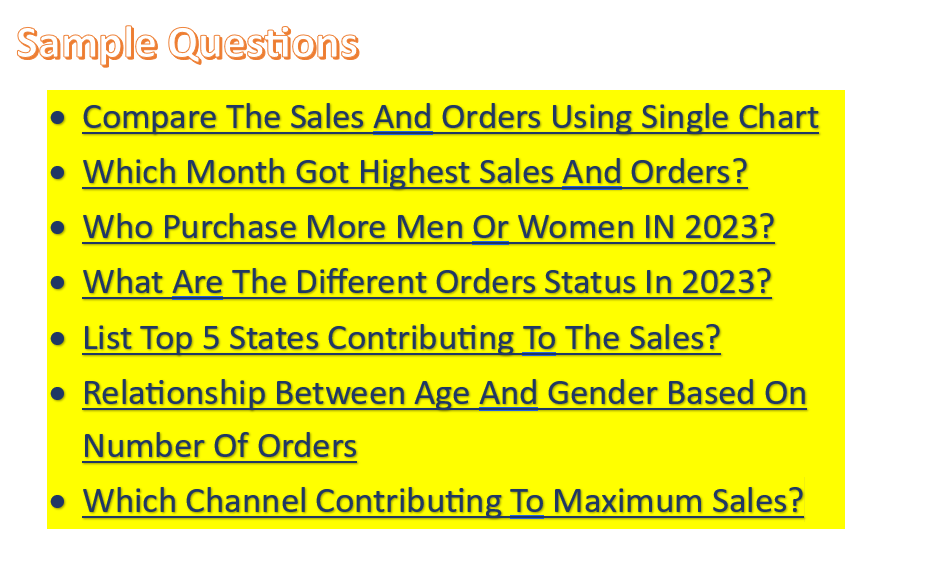 Sample Questions
• Compare The Sales And Orders Using Single Chart
• Which Month Got Highest Sales And Orders?
• Who Purchase More Men Or Women IN 2023?
• What Are The Different Orders Status In 2023?
• List Top 5 States Contributing To The Sales?
• Relationship Between Age And Gender Based On
Number Of Orders
• Which Channel Contributing To Maximum Sales?